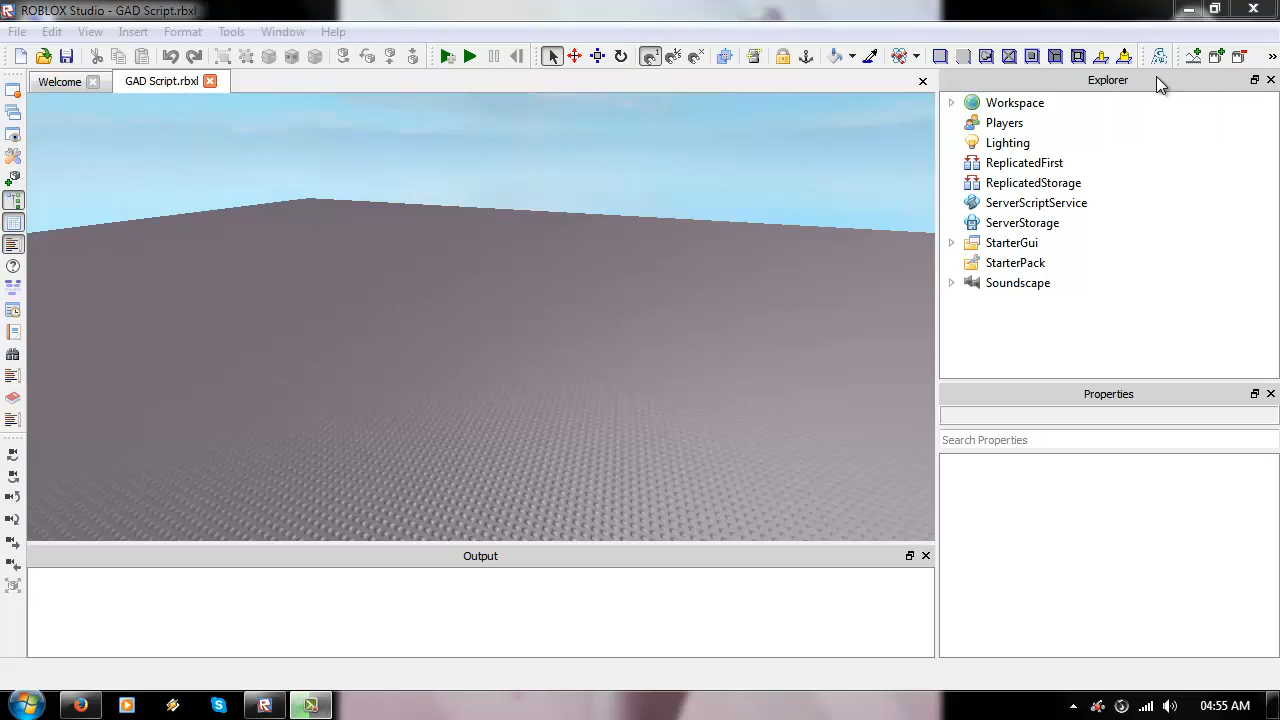 ROBLOX Studio - GAD Script.rbxl
File Edit View Insert Format Tools Window Help
Welcome GAD Script.rbxl
Explorer
Workspace
Players
Lighting
ReplicatedFirst
ReplicatedStorage
ServerScriptService
ServerStorage
StarterGui
StarterPack
Soundscape
Properties
Search Properties
Output
04:55 AM